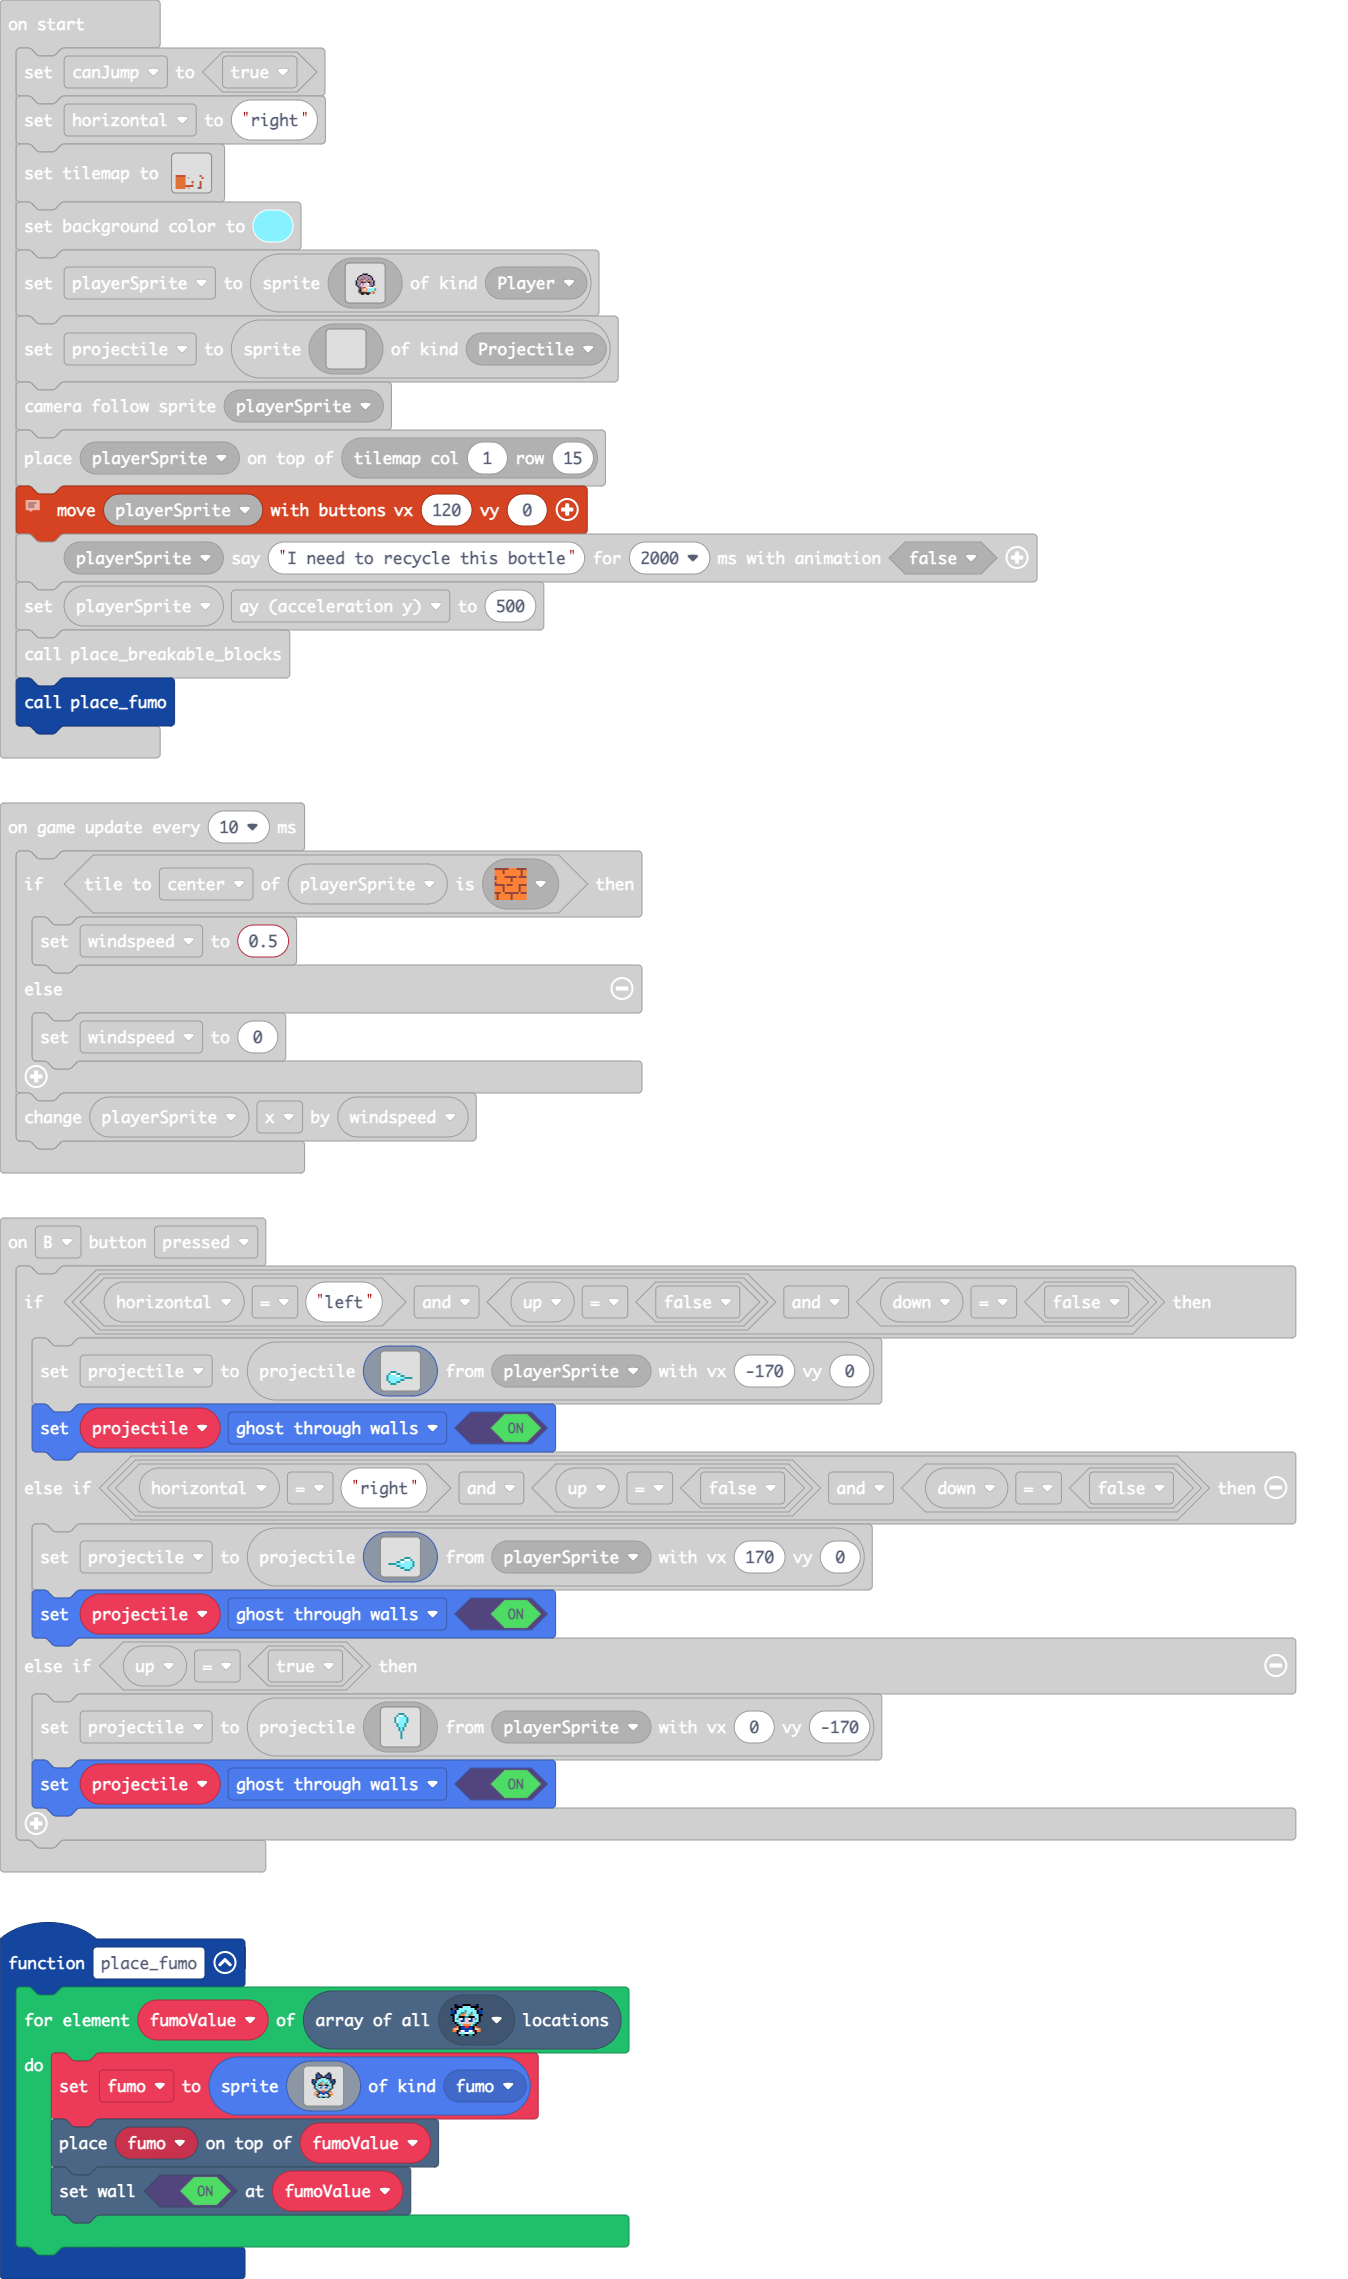 on start
set canJump to true
set horizontal to "right"
set tilemap to
set background color to
set playerSprite to sprite of kind Player
set projectile to sprite of kind Projectile
camera follow sprite playerSprite
place playerSprite on top of tilemap col 1 row 15
move playerSprite with buttons vx 120 vy 0
playerSprite say "I need to recycle this bottle" for 2000 ms with animation false
set playerSprite ay (acceleration y) to 500
call place_breakable_blocks
call place_fumo
on game update every 10 ms
if tile to center of playerSprite is then
set windspeed to 0.5
else
set windspeed to 0
change playerSprite x by windspeed
on B button pressed
if horizontal = "left" and up = false and down = false then
set projectile to projectile from playerSprite with vx -170 vy 0
set projectile ghost through walls ON
else if horizontal = "right" and up = false and down = false then
set projectile to projectile from playerSprite with vx 170 vy 0
set projectile ghost through walls ON
else if up = true then
set projectile to projectile from playerSprite with vx 0 vy -170
set projectile ghost through walls ON
function place_fumo
for element fumoValue of array of all locations
do
set fumo to sprite of kind fumo
place fumo on top of fumoValue
set wall ON at fumoValue